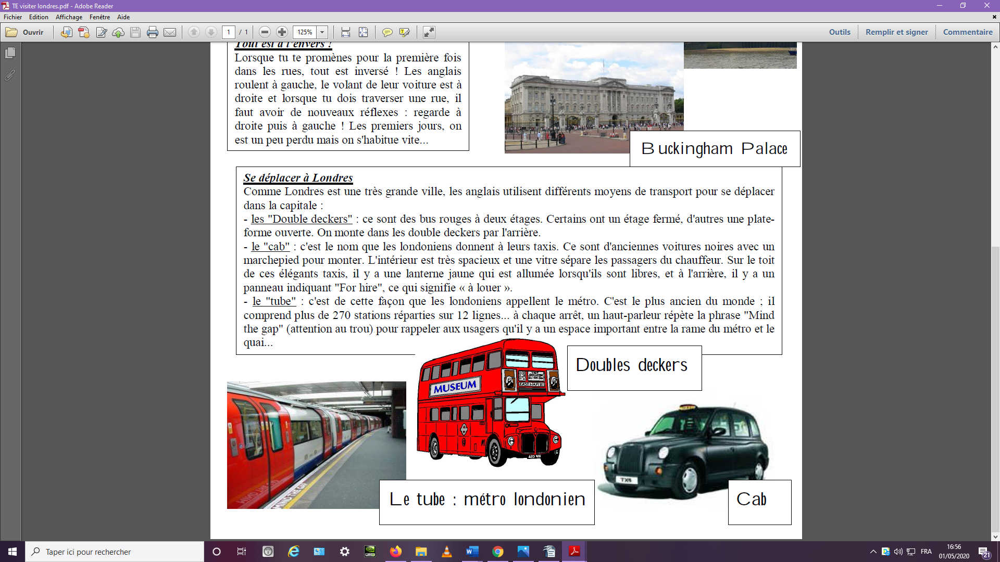 TE visiter londres.pdf - Adobe Reader
Fichier Edition Affichage Fenêtre Aide
Ouvrir 1 / 1 125% Outils Remplir et signer Commentaire
Tout est à l'envers !
Lorsque tu te promènes pour la première fois
dans les rues, tout est inversé ! Les anglais
roulent à gauche, le volant de leur voiture est à
droite et lorsque tu dois traverser une rue, il
faut avoir de nouveaux réflexes : regarde à
droite puis à gauche ! Les premiers jours, on
est un peu perdu mais on s'habitue vite...
Buckingham Palace
Se déplacer à Londres
Comme Londres est une très grande ville, les anglais utilisent différents moyens de transport pour se déplacer
dans la capitale :
- les "Double deckers" : ce sont des bus rouges à deux étages. Certains ont un étage fermé, d'autres une plate-
forme ouverte. On monte dans les double deckers par l'arrière.
- le "cab" : c'est le nom que les londoniens donnent à leurs taxis. Ce sont d'anciennes voitures noires avec un
marchepied pour monter. L'intérieur est très spacieux et une vitre sépare les passagers du chauffeur. Sur le toit
de ces élégants taxis, il y a une lanterne jaune qui est allumée lorsqu'ils sont libres, et à l'arrière, il y a un
panneau indiquant "For hire", ce qui signifie « à louer ».
- le "tube" : c'est de cette façon que les londoniens appellent le métro. C'est le plus ancien du monde ; il
comprend plus de 270 stations réparties sur 12 lignes... à chaque arrêt, un haut-parleur répète la phrase "Mind
the gap" (attention au trou) pour rappeler aux usagers qu'il y a un espace important entre la rame du métro et le
quai...
Doubles deckers
15
EAST HAM
MUSEUM
MIND THE GAP
Le tube : métro londonien
Cab
Taper ici pour rechercher
FRA
16:56
01/05/2020
21